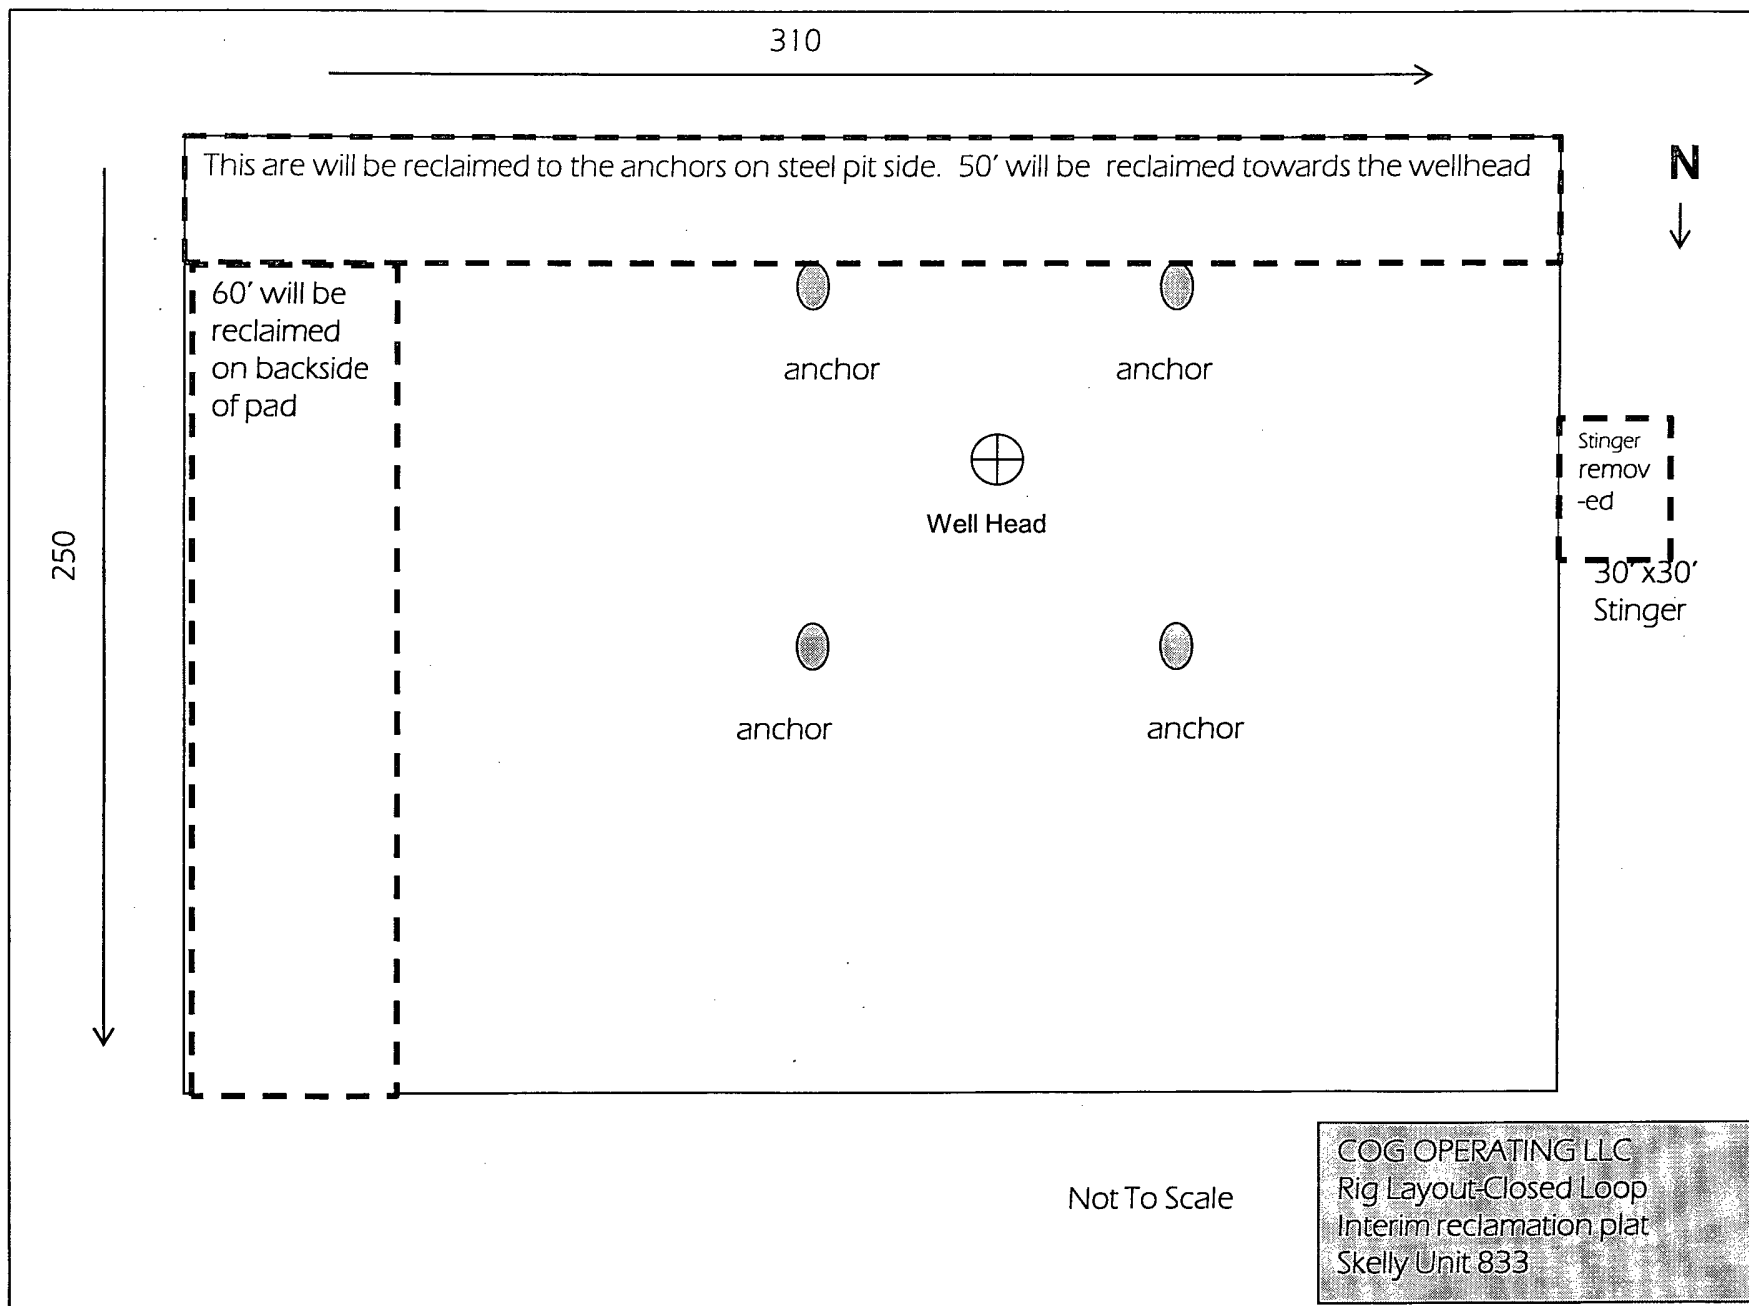 310
This are will be reclaimed to the anchors on steel pit side. 50' will be reclaimed towards the wellhead
N
60' will be
reclaimed
on backside
of pad
anchor
anchor
Stinger
remov
-ed
Well Head
250
30'x30'
Stinger
anchor
anchor
Not To Scale
COG OPERATING LLC
Rig Layout-Closed Loop
Interim reclamation plat
Skelly Unit 833